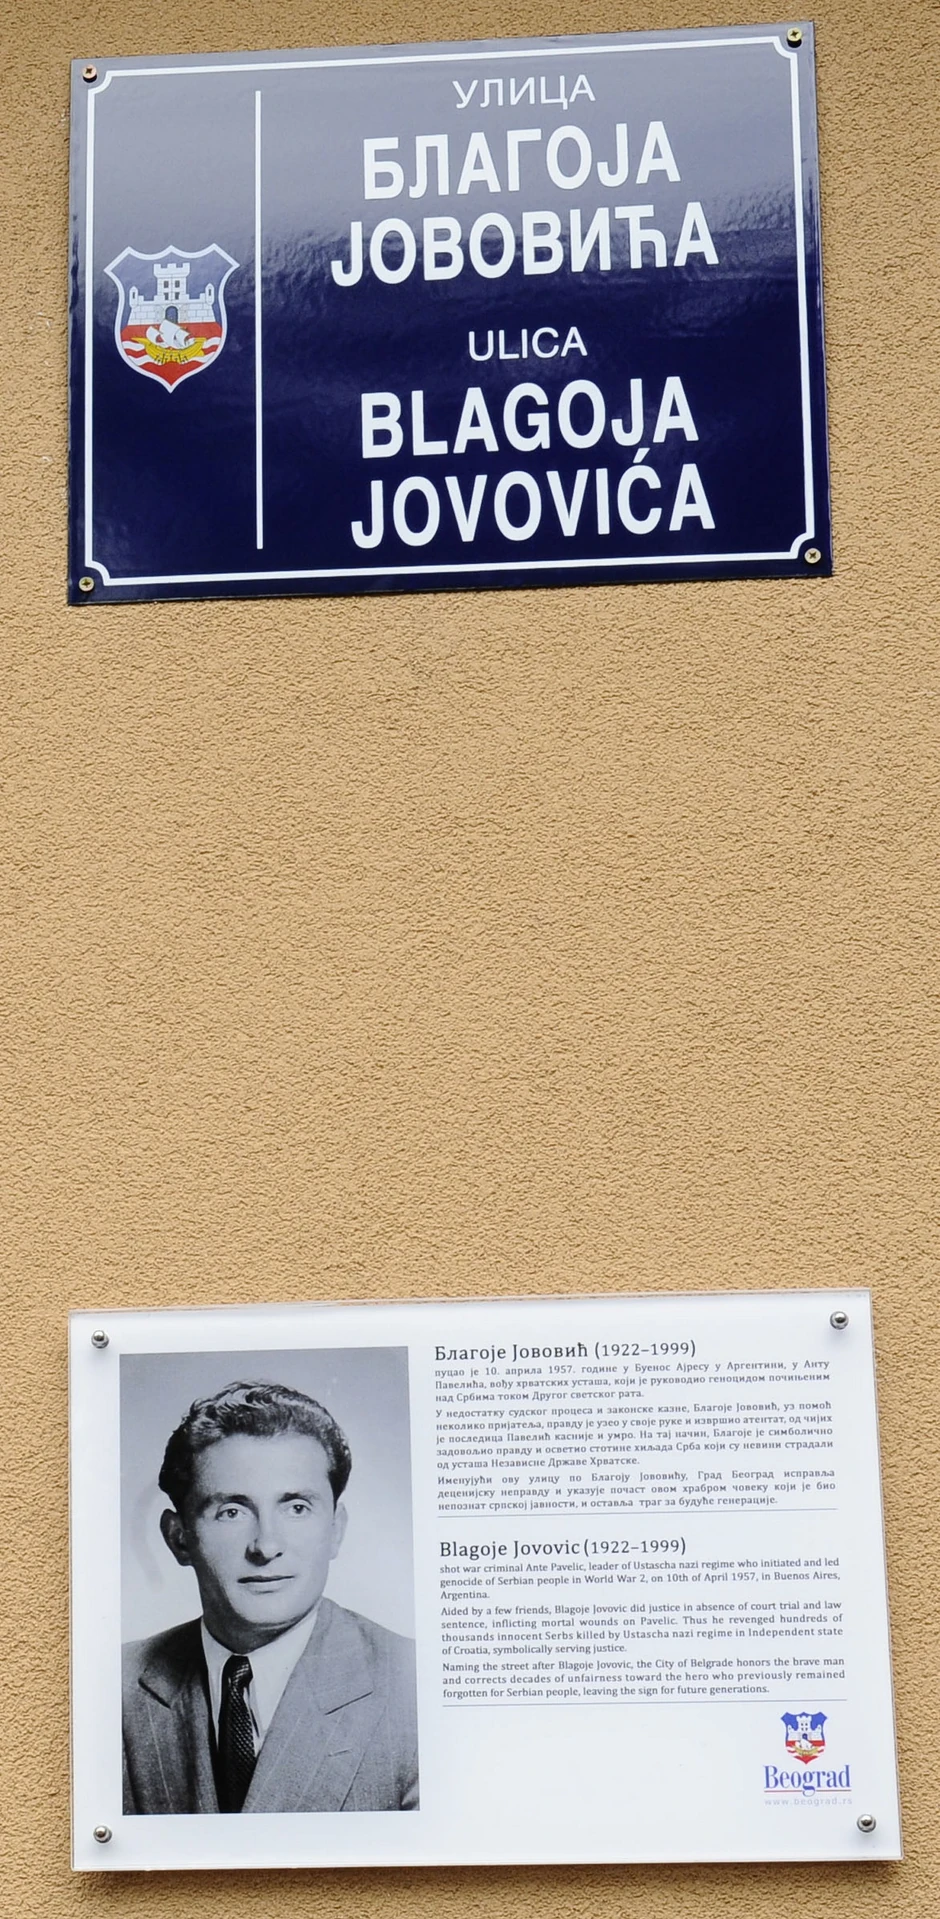 УЛИЦА
БЛАГОЈА
ЈОВОВИЋА
ULICA
BLAGOJA
JOVOVIĆA
Благоје Јововић (1922–1999)
пуцао је 10. априла 1957. године у Буенос Ајресу у Аргентини, у Анту
Павелића, вођу хрватских усташа, који је руководио геноцидом почињеним
над Србима током Другог светског рата.
У недостатку судског процеса и законске казне, Благоје Јововић, уз помоћ
неколико пријатеља, правду је узео у своје руке и извршио атентат, од чијих
је последица Павелић касније и умро. На тај начин, Благоје је симболично
задовољио правду и осветио стотине хиљада Срба који су невини страдали
од усташа Независне Државе Хрватске.
Именујући ову улицу по Благоју Јововићу, Град Београд исправља
деценијску неправду и указује почаст овом храбром човеку који је био
непознат српској јавности, и оставља траг за будуће генерације.
Blagoje Jovovic (1922–1999)
shot war criminal Ante Pavelic, leader of Ustascha nazi regime who initiated and led
genocide of Serbian people in World War 2, on 10th of April 1957, in Buenos Aires,
Argentina.
Aided by a few friends, Blagoje Jovovic did justice in absence of court trial and law
sentence, inflicting mortal wounds on Pavelic. Thus he revenged hundreds of
thousands innocent Serbs killed by Ustascha nazi regime in Independent state
of Croatia, symbolically serving justice.
Naming the street after Blagoje Jovovic, the City of Belgrade honors the brave man
and corrects decades of unfairness toward the hero who previously remained
forgotten for Serbian people, leaving the sign for future generations.
Beograd
www.beograd.rs